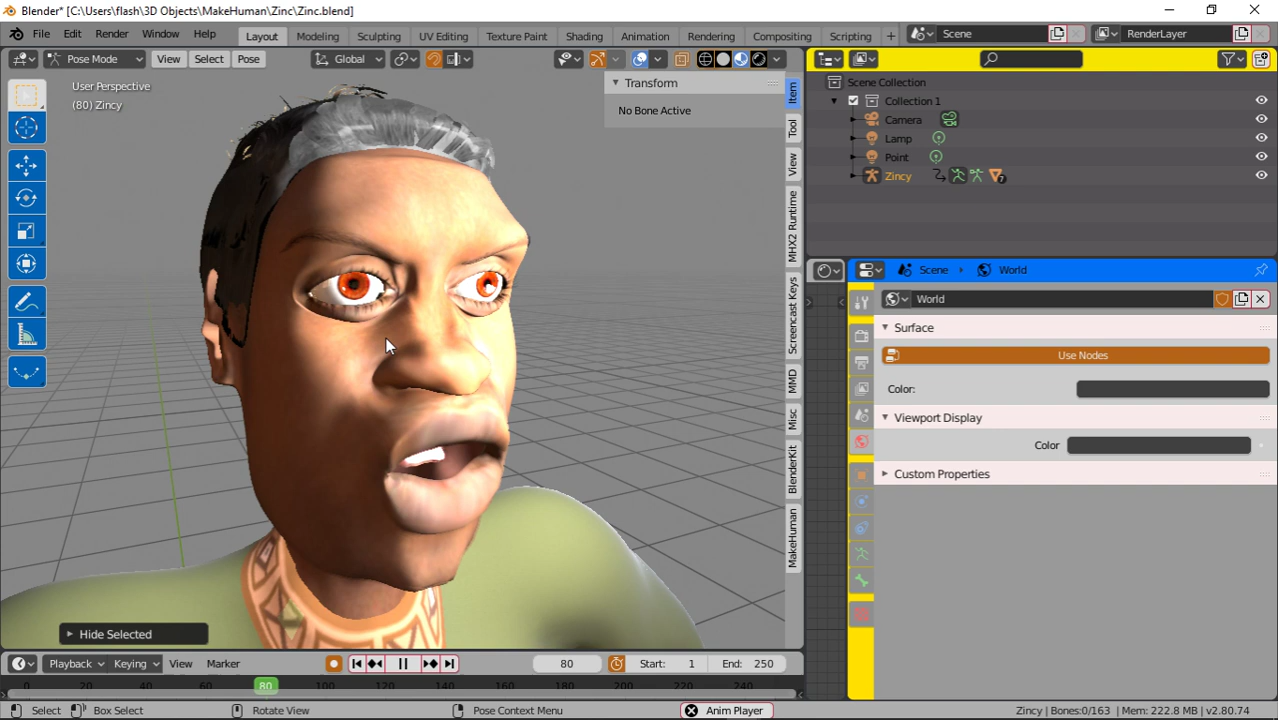 Blender* [C:\Users\flash\3D Objects\MakeHuman\Zinc\Zinc.blend]
File Edit Render Window Help Layout Modeling Sculpting UV Editing Texture Paint Shading Animation Rendering Compositing Scripting + Scene RenderLayer
Pose Mode View Select Pose Global
User Perspective
(80) Zincy
Transform
No Bone Active
Item
Tool
View
MHX2 Runtime
Screencast Keys
MMD
Misc
BlenderKit
MakeHuman
Hide Selected
Scene Collection
Collection 1
Camera
Lamp
Point
Zincy
7
Scene World
World
Surface
Use Nodes
Color:
Viewport Display
Color
Custom Properties
Playback Keying View Marker 80 Start: 1 End: 250
0 20 40 60 80 100 120 140 160 180 200 220 240
Select Box Select Rotate View Pose Context Menu Anim Player Zincy | Bones:0/163 | Mem: 222.8 MB | v2.80.74